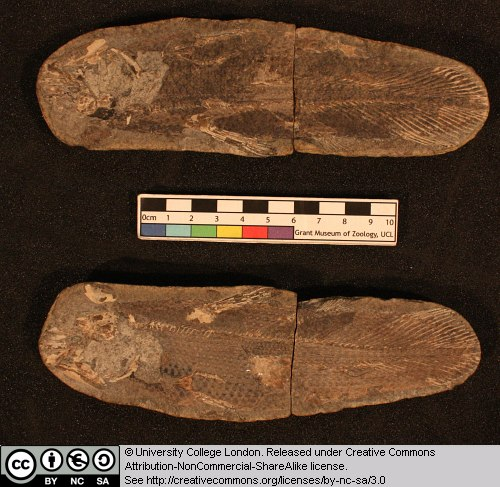 0cm 1 2 3 4 5 6 7 8 9 10
Grant Museum of Zoology, UCL
© University College London. Released under Creative Commons
Attribution-NonCommercial-ShareAlike license.
See http://creativecommons.org/licenses/by-nc-sa/3.0
cc
BY NC SA